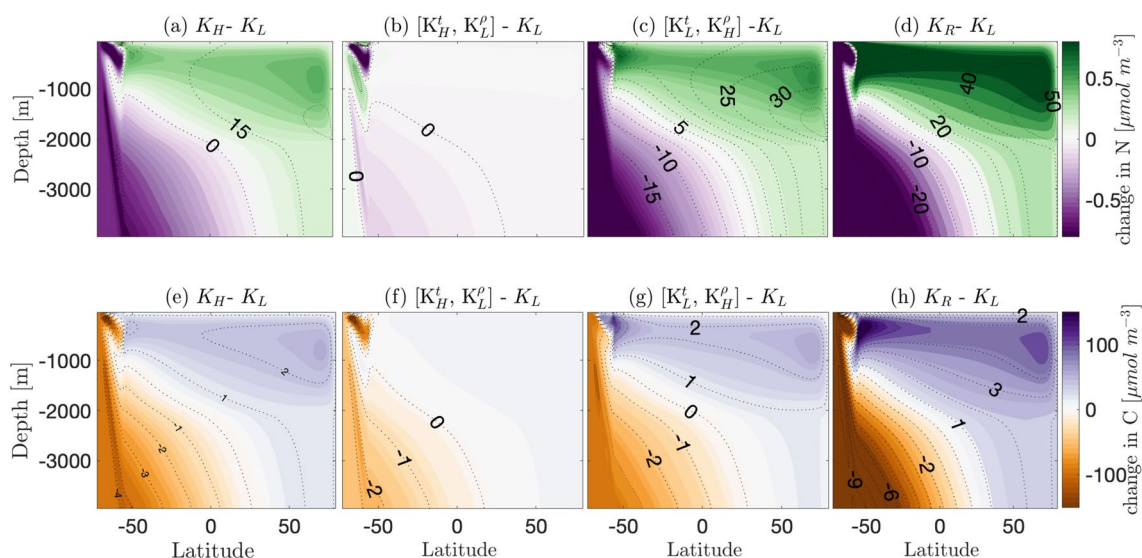 (a) K_H- K_L
(b) [K^t_H, K^ρ_L] - K_L
(c) [K^t_L, K^ρ_H] -K_L
(d) K_R- K_L
Depth [m]
-1000
-2000
-3000
15
0
0
0
25
30
5
-15
40
50
20
-10
-20
0.5
0
-0.5
change in N [μmol m^−3]
(e) K_H- K_L
(f) [K^t_H, K^ρ_L] - K_L
(g) [K^t_L, K^ρ_H] - K_L
(h) K_R - K_L
Depth [m]
-1000
-2000
-3000
2
1
-1
-2
-3
-4
0
-1
-2
2
1
0
-1
-2
2
3
1
-2
-6
-9
100
50
0
-50
-100
change in C [μmol m^−3]
-50 0 50
-50 0 50
-50 0 50
-50 0 50
Latitude
Latitude
Latitude
Latitude